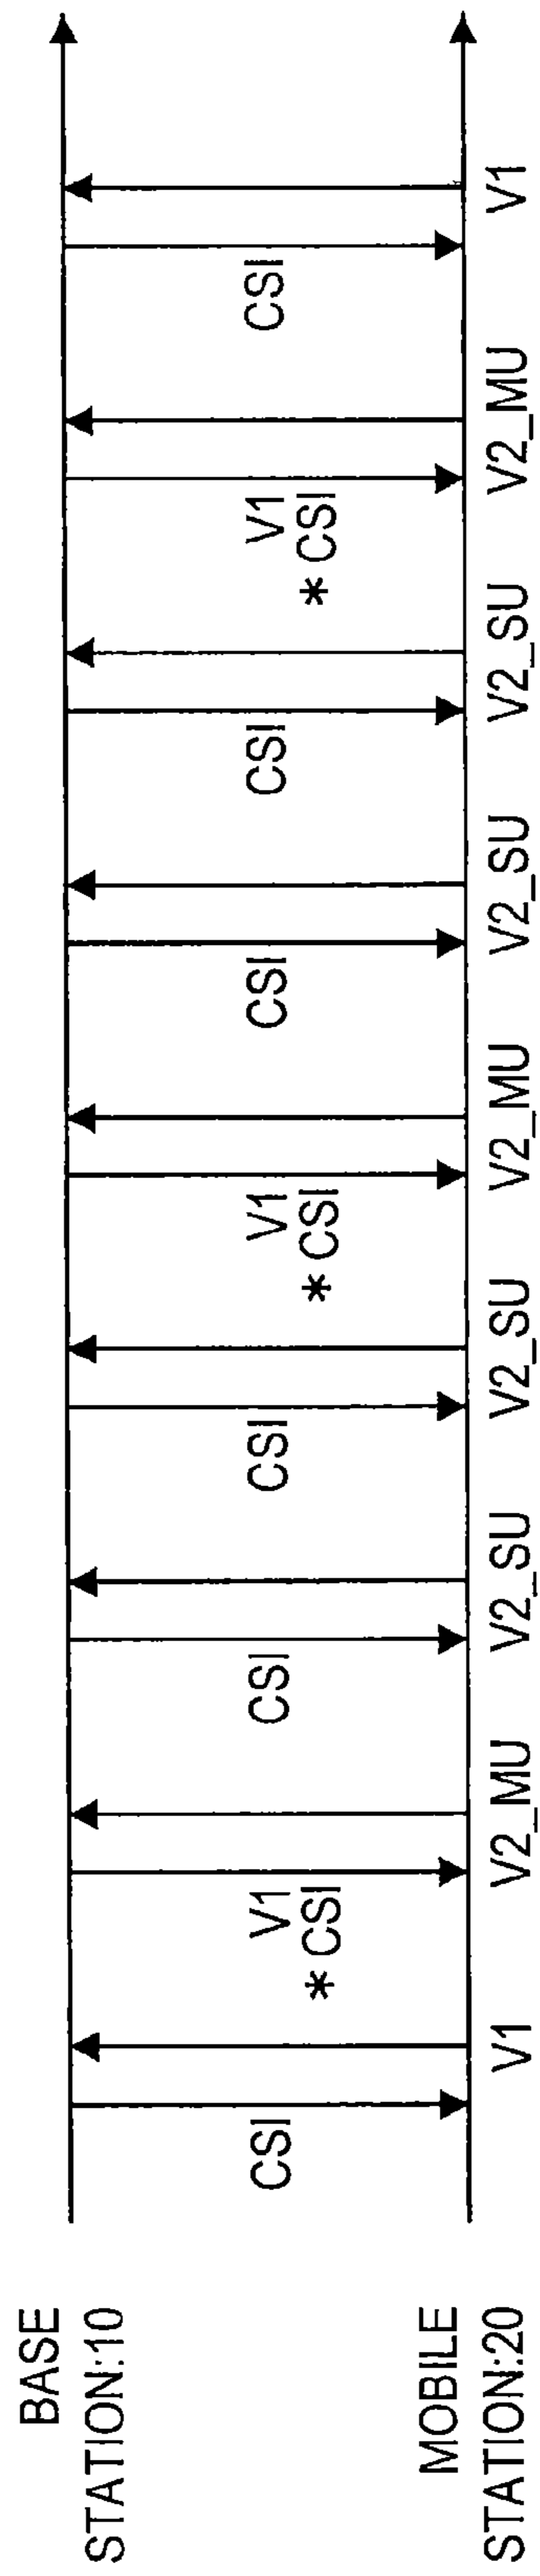 BASE
STATION:10
MOBILE
STATION:20
CSI
V1
V1
* CSI
V2_MU
CSI
V2_SU
CSI
V2_SU
V1
* CSI
V2_MU
CSI
V2_SU
CSI
V2_SU
V1
* CSI
V2_MU
CSI
V1